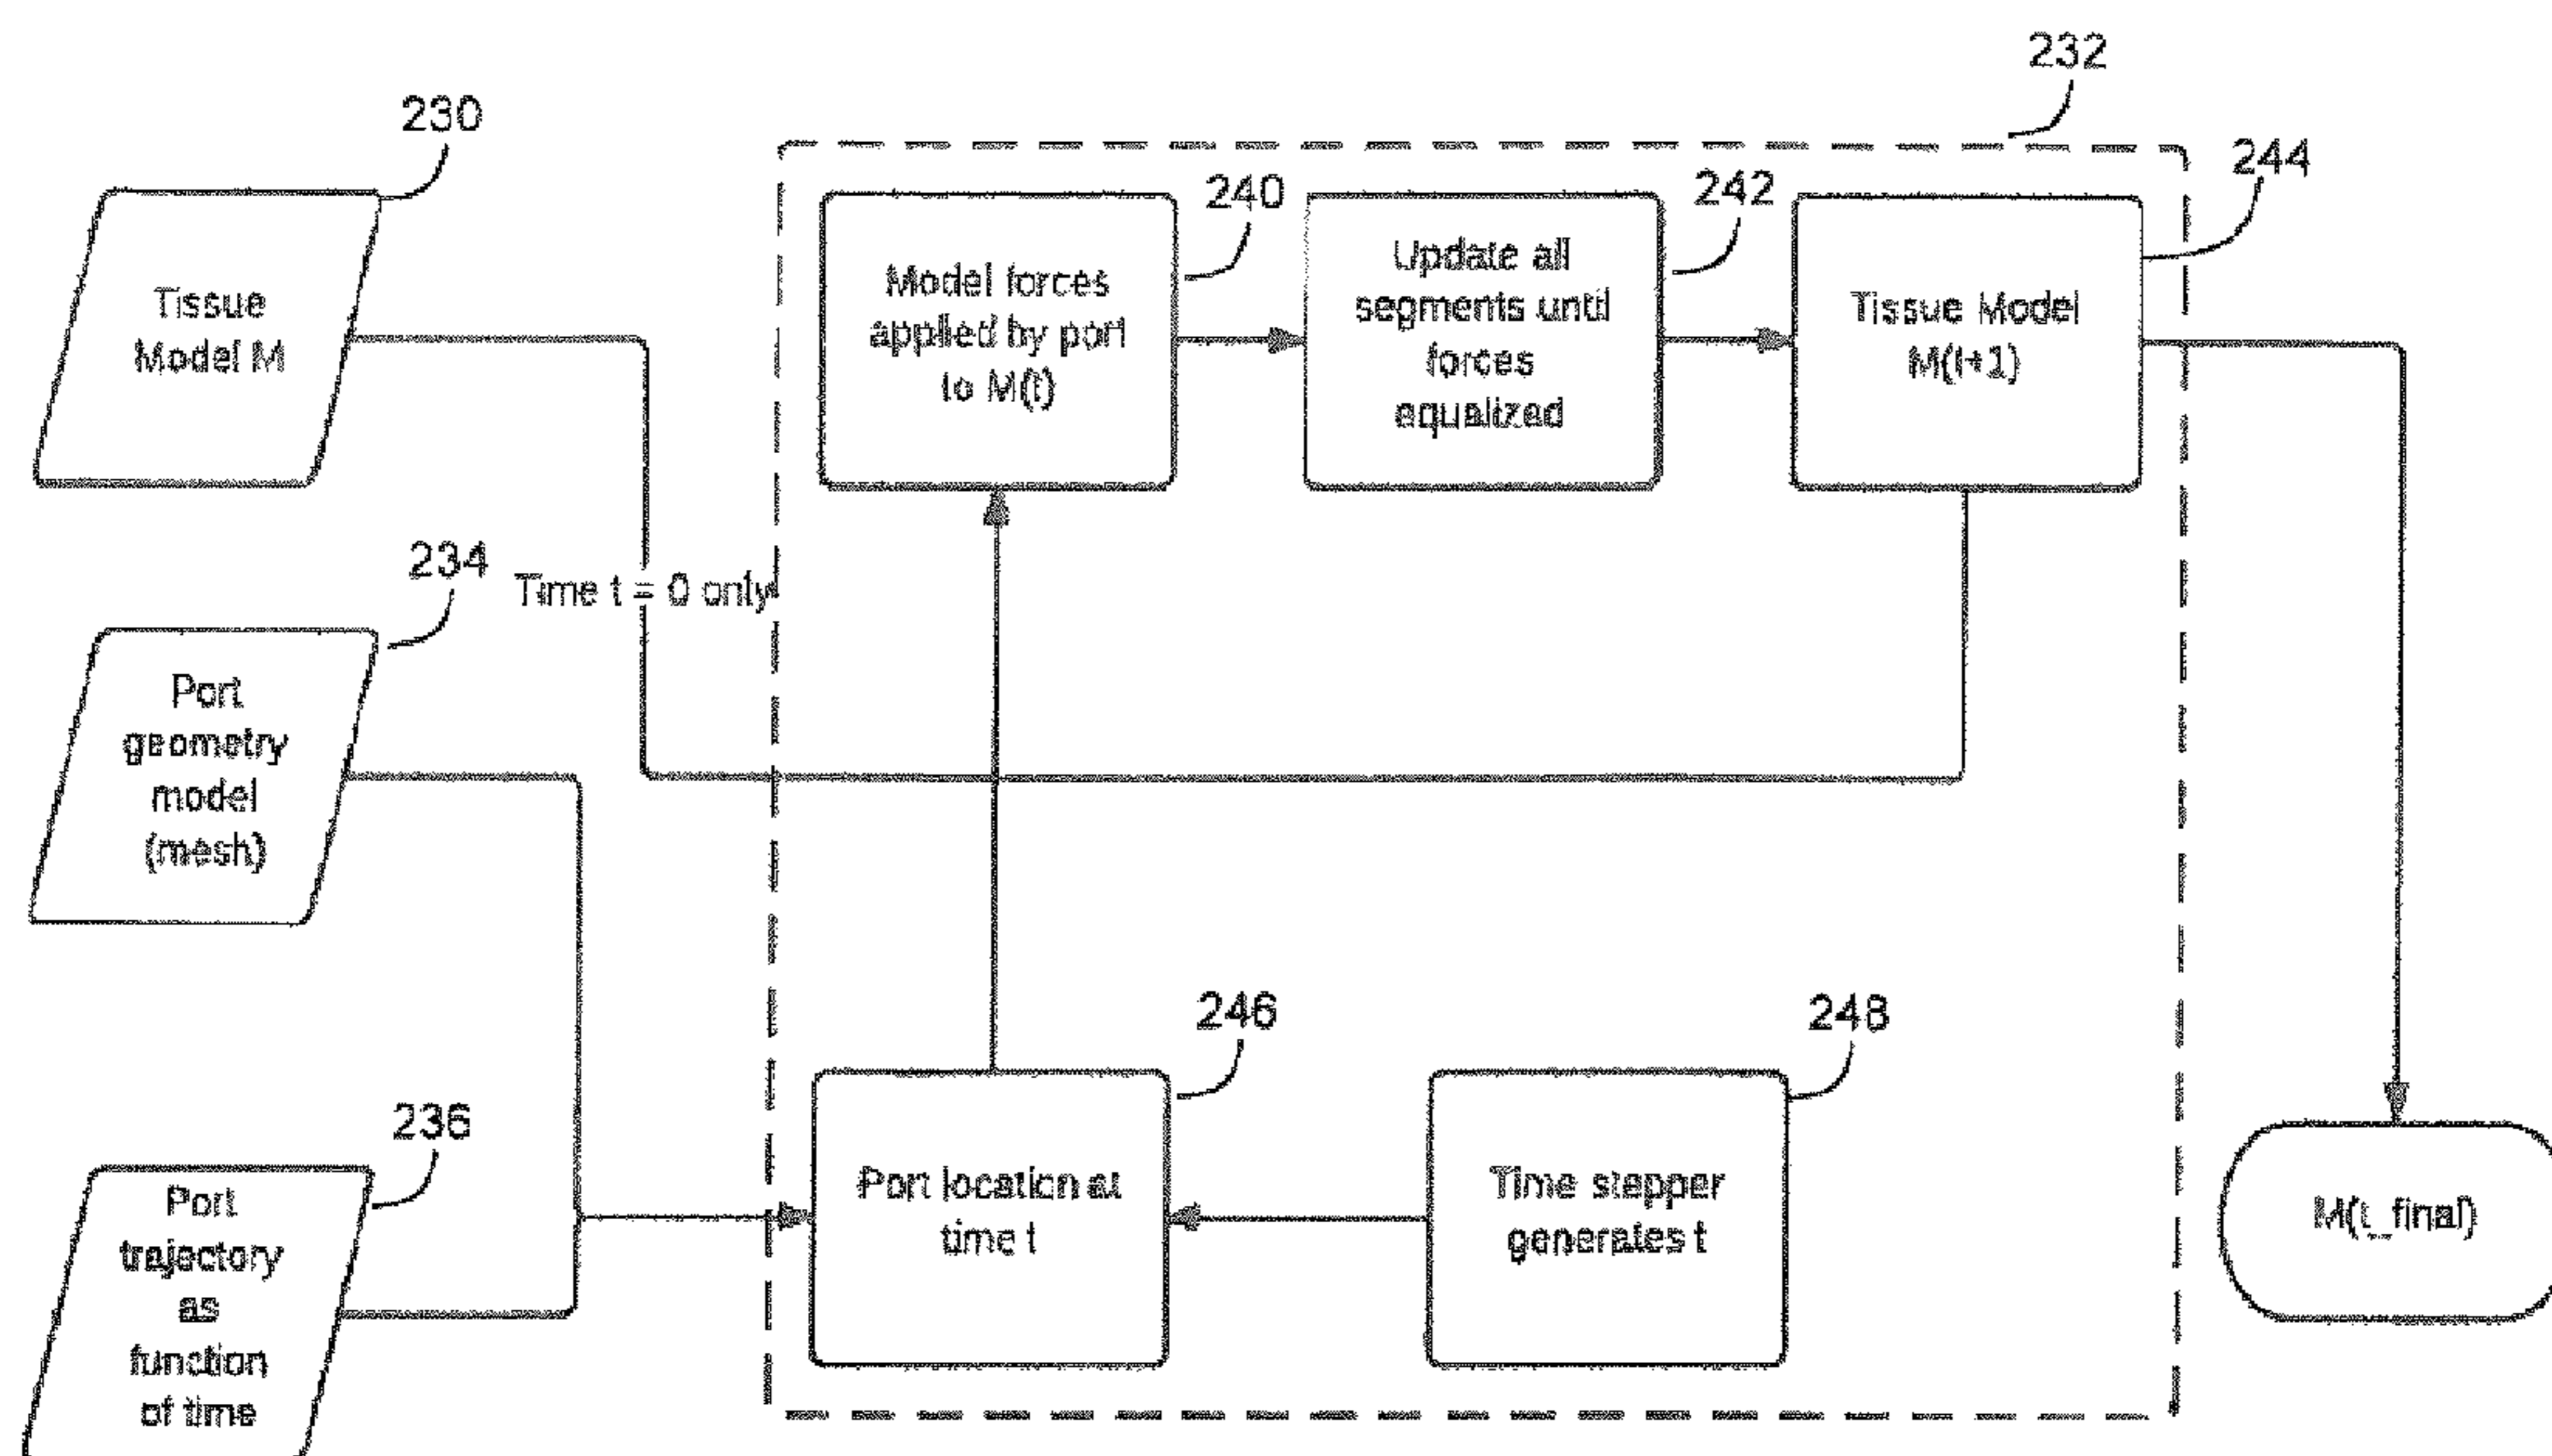 232
230
244
240
242
Tissue
Model M
Model forces
applied by port
to M(t)
Update all
segments until
forces
equalized
Tissue Model
M(t+1)
234
Time t = 0 only
Port
geometry
model
(mesh)
246
248
236
Port
trajectory
as
function
of time
Port location at
time t
Time stepper
generates t
M(t_final)